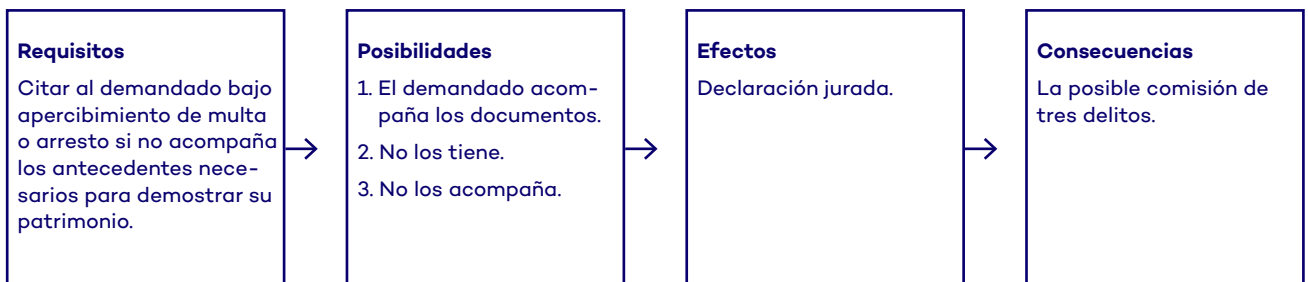 Requisitos
Citar al demandado bajo
apercibimiento de multa
o arresto si no acompaña
los antecedentes nece-
sarios para demostrar su
patrimonio.
Posibilidades
1. El demandado acom-
paña los documentos.
2. No los tiene.
3. No los acompaña.
Efectos
Declaración jurada.
Consecuencias
La posible comisión de
tres delitos.